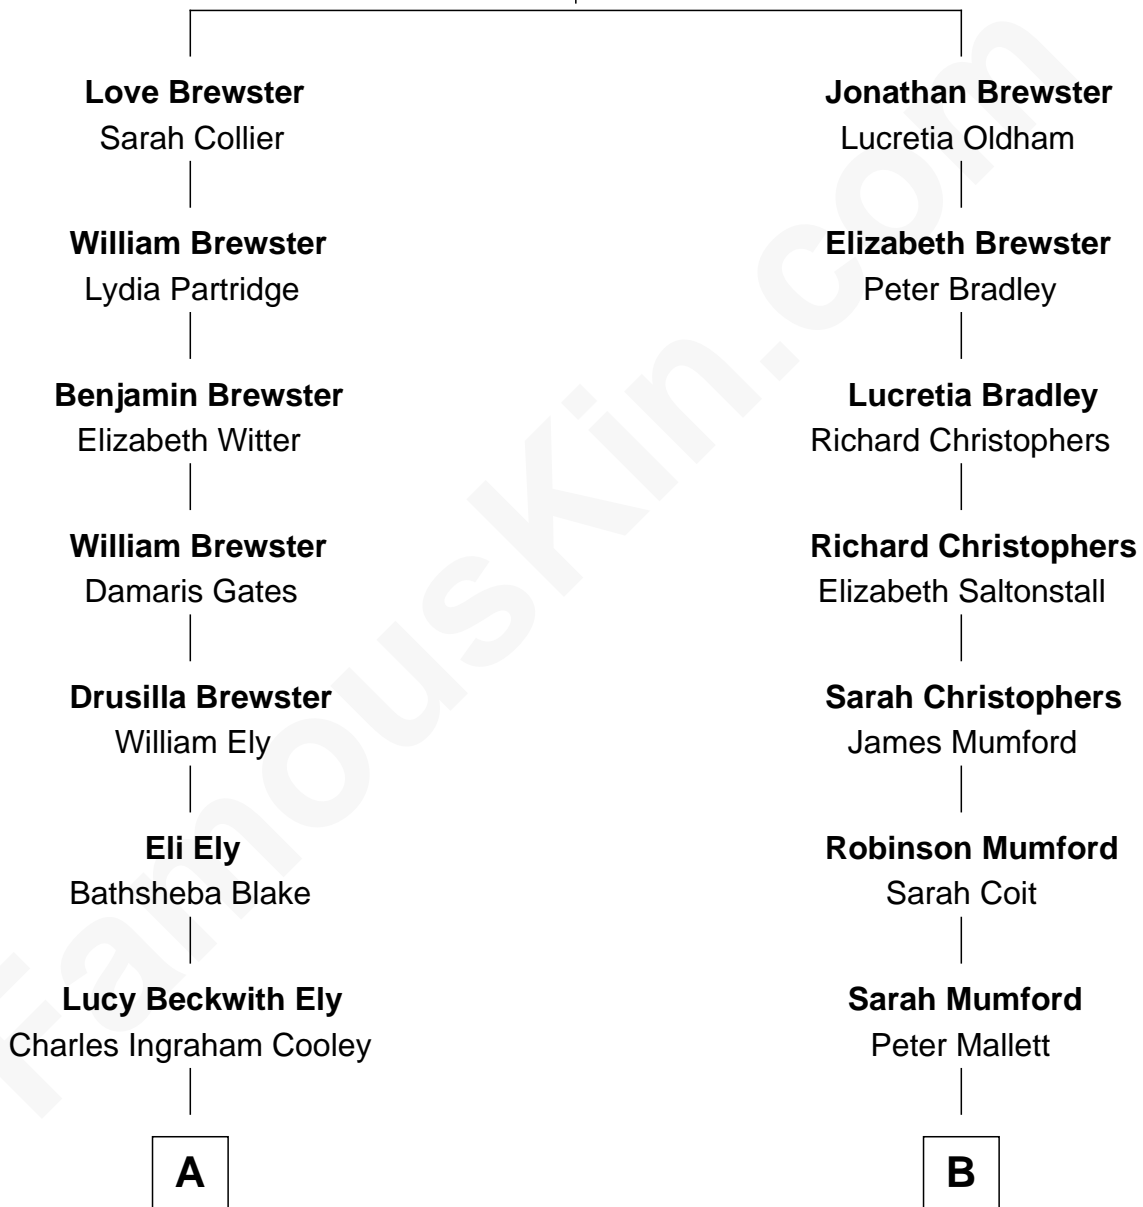 Love Brewster
Sarah Collier
William Brewster
Lydia Partridge
Benjamin Brewster
Elizabeth Witter
William Brewster
Damaris Gates
Drusilla Brewster
William Ely
Eli Ely
Bathsheba Blake
Lucy Beckwith Ely
Charles Ingraham Cooley
A
Jonathan Brewster
Lucretia Oldham
Elizabeth Brewster
Peter Bradley
Lucretia Bradley
Richard Christophers
Richard Christophers
Elizabeth Saltonstall
Sarah Christophers
James Mumford
Robinson Mumford
Sarah Coit
Sarah Mumford
Peter Mallett
B
FamousKin.com